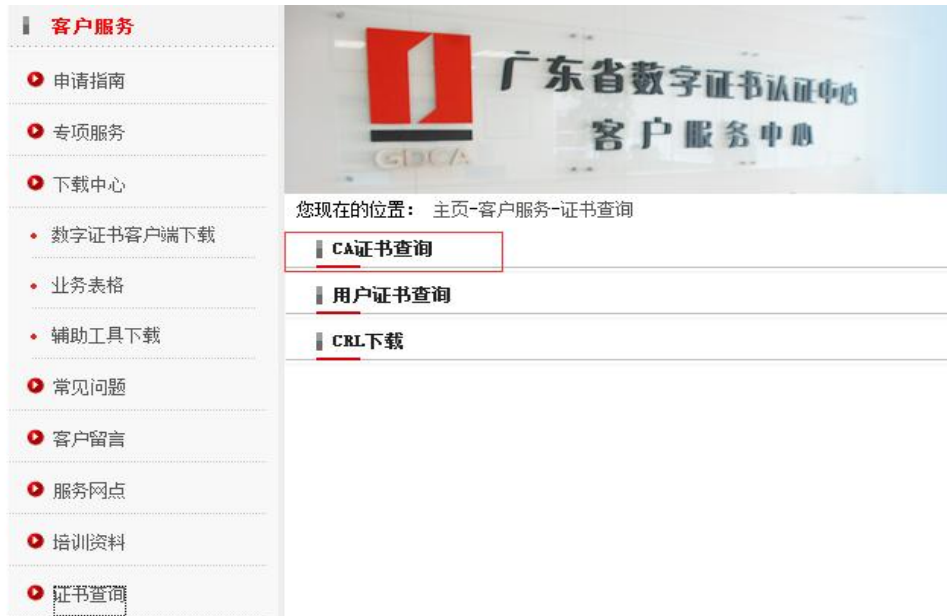 客户服务
申请指南
专项服务
下载中心
数字证书客户端下载
业务表格
辅助工具下载
常见问题
客户留言
服务网点
培训资料
证书查询
广东省数字证书认证中心
客户服务中心
GDCA
您现在的位置： 主页-客户服务-证书查询
CA证书查询
用户证书查询
CRL下载